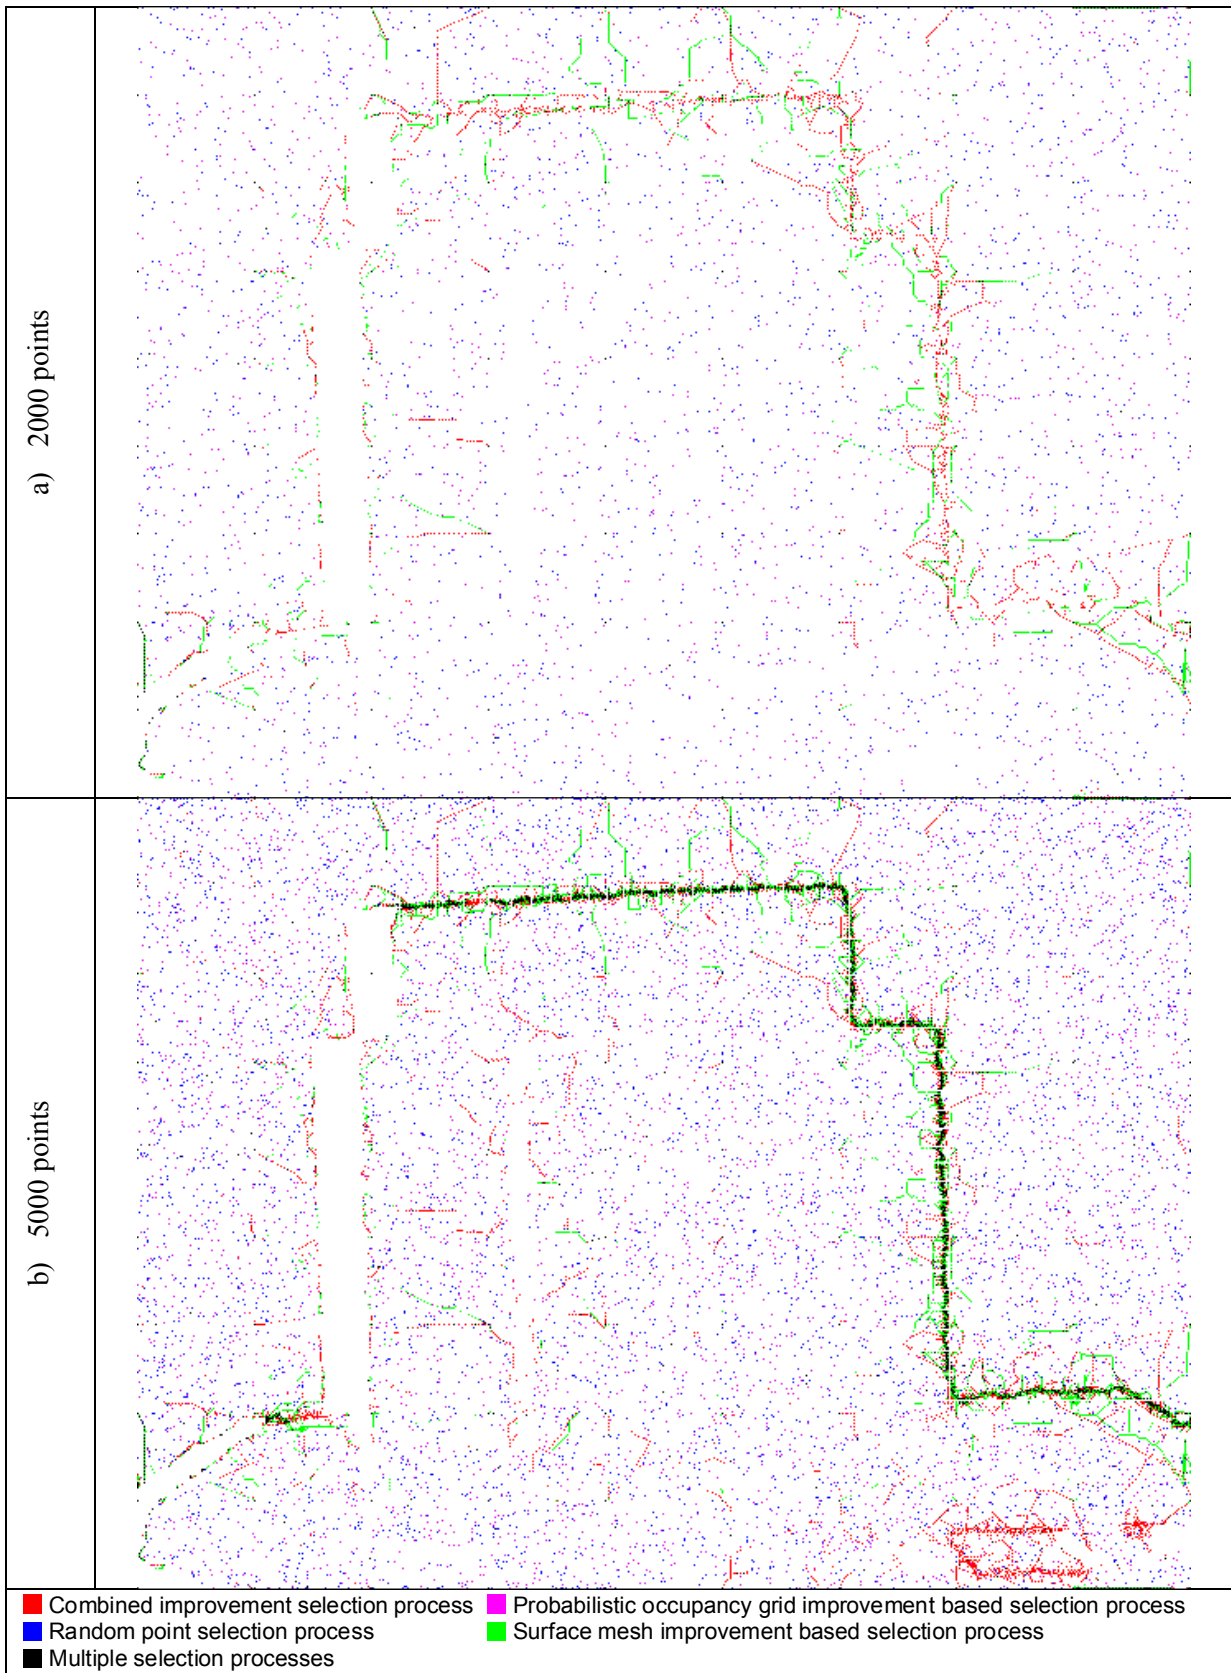 a) 2000 points
b) 5000 points
Combined improvement selection process
Probabilistic occupancy grid improvement based selection process
Random point selection process
Surface mesh improvement based selection process
Multiple selection processes